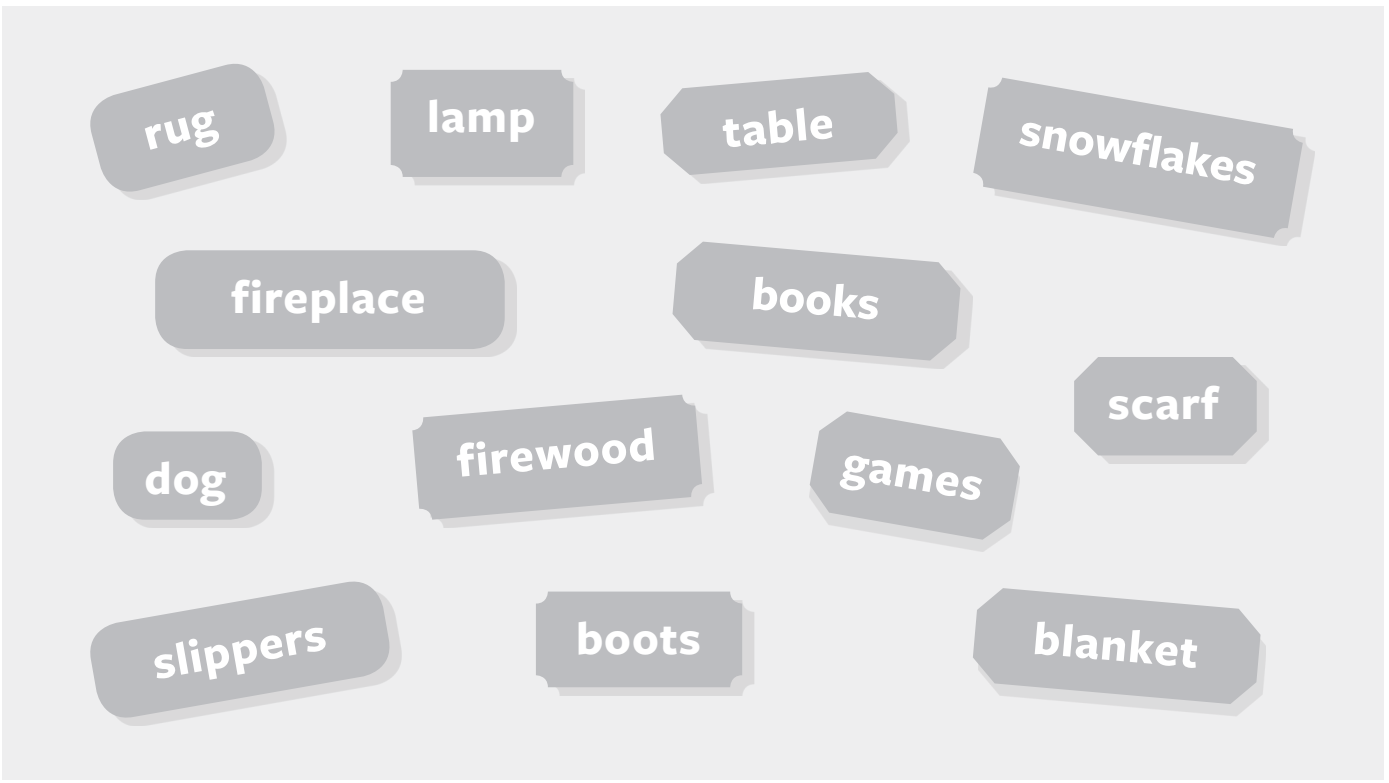 rug
lamp
table
snowflakes
fireplace
books
scarf
dog
firewood
games
slippers
boots
blanket